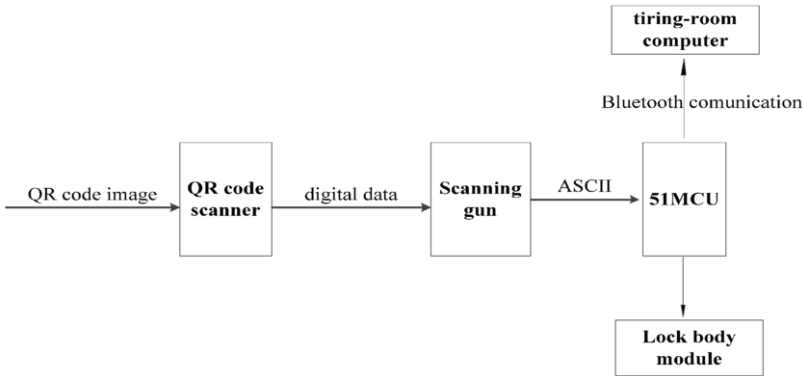 tiring-room
computer
Bluetooth comunication
QR code image
QR code
scanner
digital data
Scanning
gun
ASCII
51MCU
Lock body
module